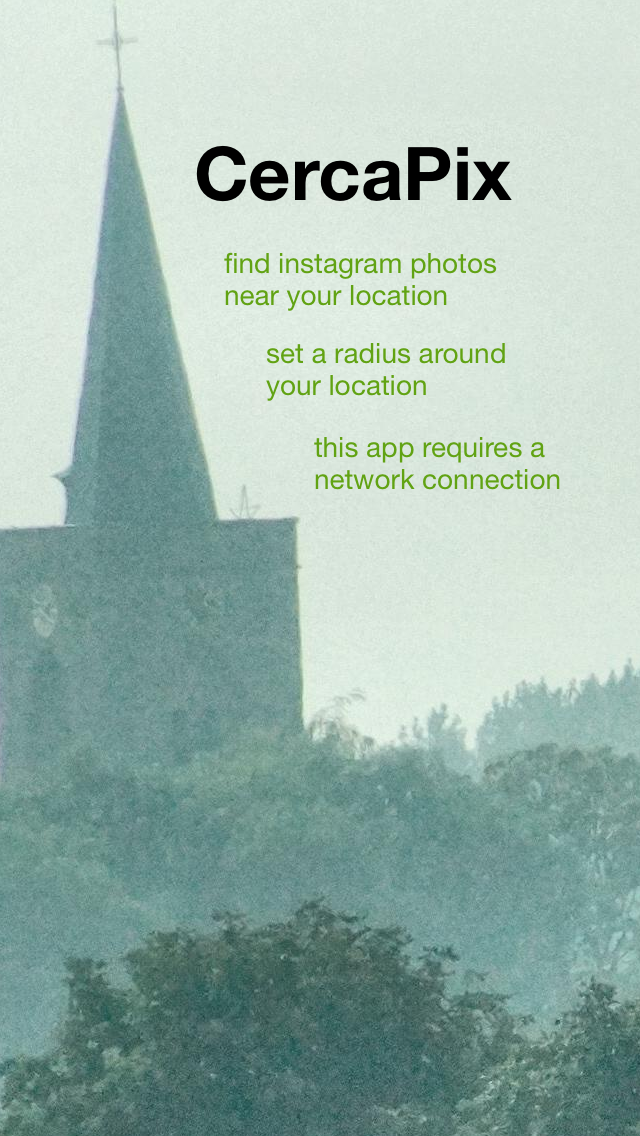 CercaPix
find instagram photos
near your location
set a radius around
your location
this app requires a
network connection